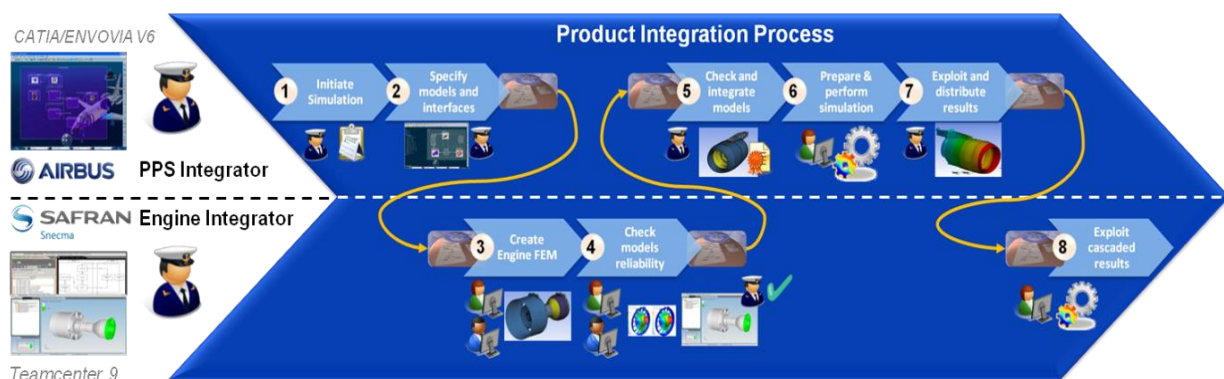 CATIA/ENVOVIA V6
Product Integration Process
1
Initiate
Simulation
2
Specify
models and
interfaces
5
Check and
integrate
models
6
Prepare &
perform
simulation
7
Exploit and
distribute
results
AIRBUS
PPS Integrator
SAFRAN
Snecma
Engine Integrator
3
Create
Engine FEM
4
Check
models
reliability
8
Exploit
cascaded
results
Teamcenter 9